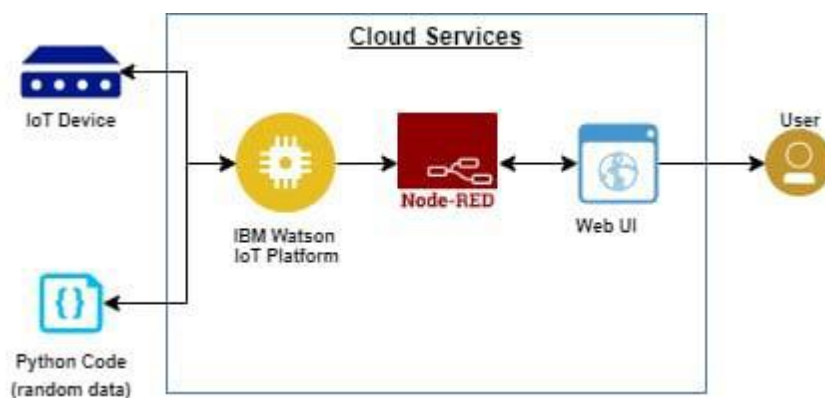 Cloud Services
IoT Device
User
Node-RED
Web UI
IBM Watson
IoT Platform
{}
Python Code
(random data)